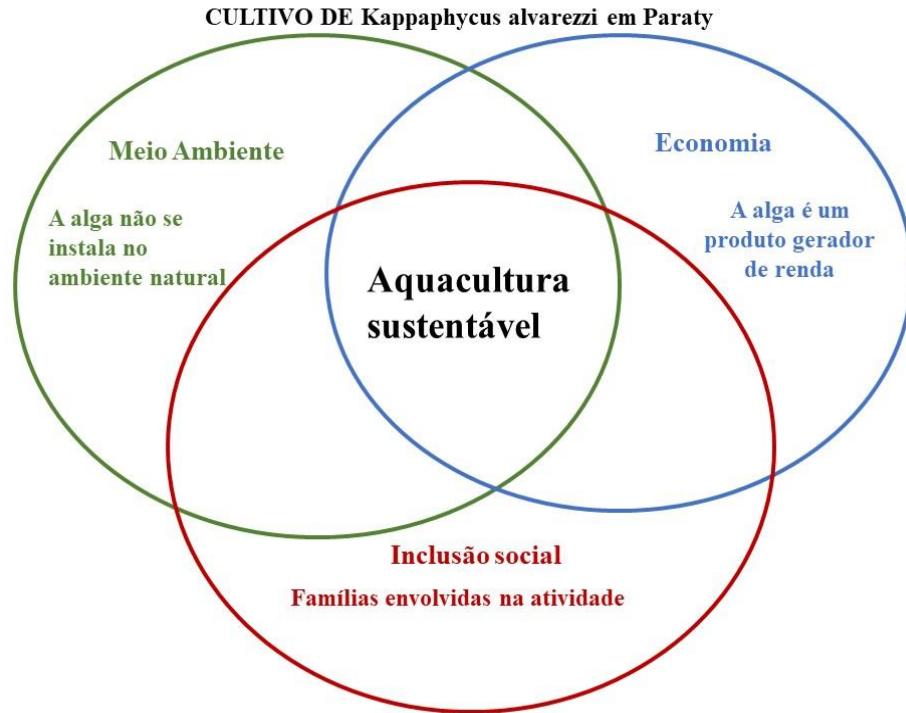 CULTIVO DE Kappaphycus alvarezzi em Paraty
Meio Ambiente
A alga não se
instala no
ambiente natural
Economia
A alga é um
produto gerador
de renda
Aquacultura
sustentável
Inclusão social
Famílias envolvidas na atividade